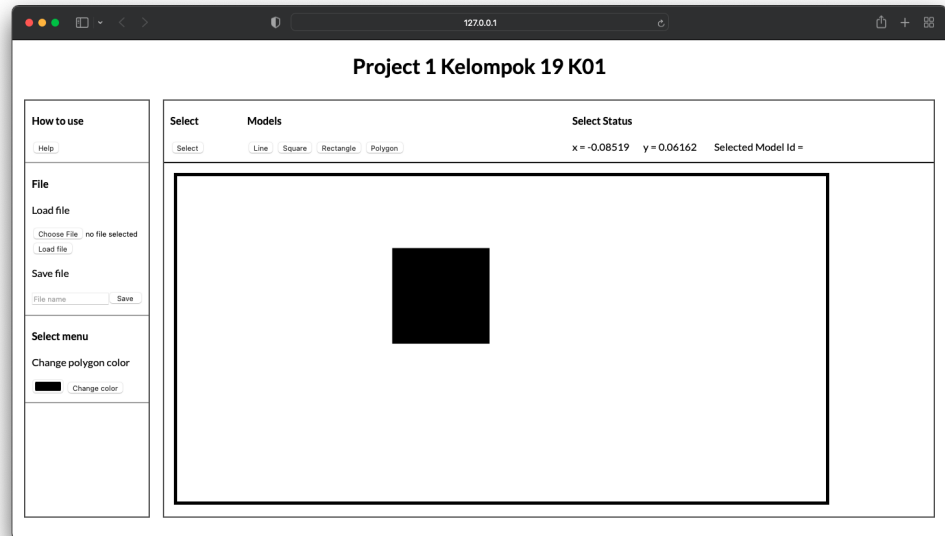 127.0.0.1
Project 1 Kelompok 19 K01
How to use
Help
File
Load file
Choose File no file selected
Load file
Save file
File name Save
Select menu
Change polygon color
Change color
Select Models Select Status
Select Line Square Rectangle Polygon x = -0.08519 y = 0.06162 Selected Model Id =